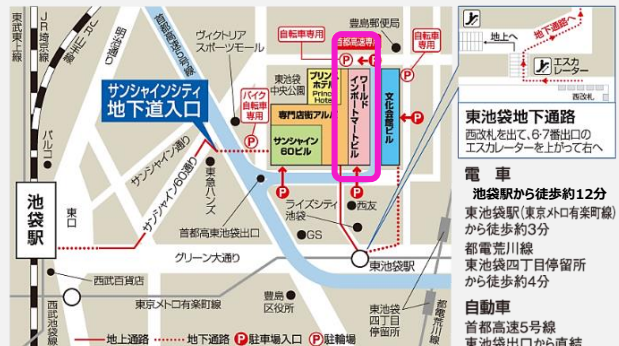 東武東上線
JR埼京線
JR山手線
明治通り
首都高速5号線
ヴィクトリア
スポーツモール
豊島郵便局
自転車
専用
首都高速専用
自転車
専用
サンシャインシティ
地下道入口
バイク
自転車
専用
東池袋
中央公園
プリンス
ホテル
Prince
Hotel
専門店街アルパ
サンシャイン
60ビル
ワールド
インポートマートビル
文化会館ビル
パルコ
サンシャイン通り
サンシャイン60通り
東急ハンズ
池袋駅
東口
首都高東池袋出口
ライズシティ
池袋
西友
GS
グリーン大通り
東池袋駅
西武百貨店
西武池袋線
東京メトロ有楽町線
豊島
区役所
東池袋
四丁目
停留所
都電荒川線
地上通路
地下通路
P駐車場入口
P駐輪場
地上へ
地下通路へ
エスカ
レーター
西改札
東池袋地下通路
西改札を出て、6・7番出口の
エスカレーターを上がって右へ
電車
池袋駅から徒歩約12分
東池袋駅(東京メトロ有楽町線)
から徒歩約3分
都電荒川線
東池袋四丁目停留所
から徒歩約4分
自動車
首都高速5号線
東池袋出口から直結